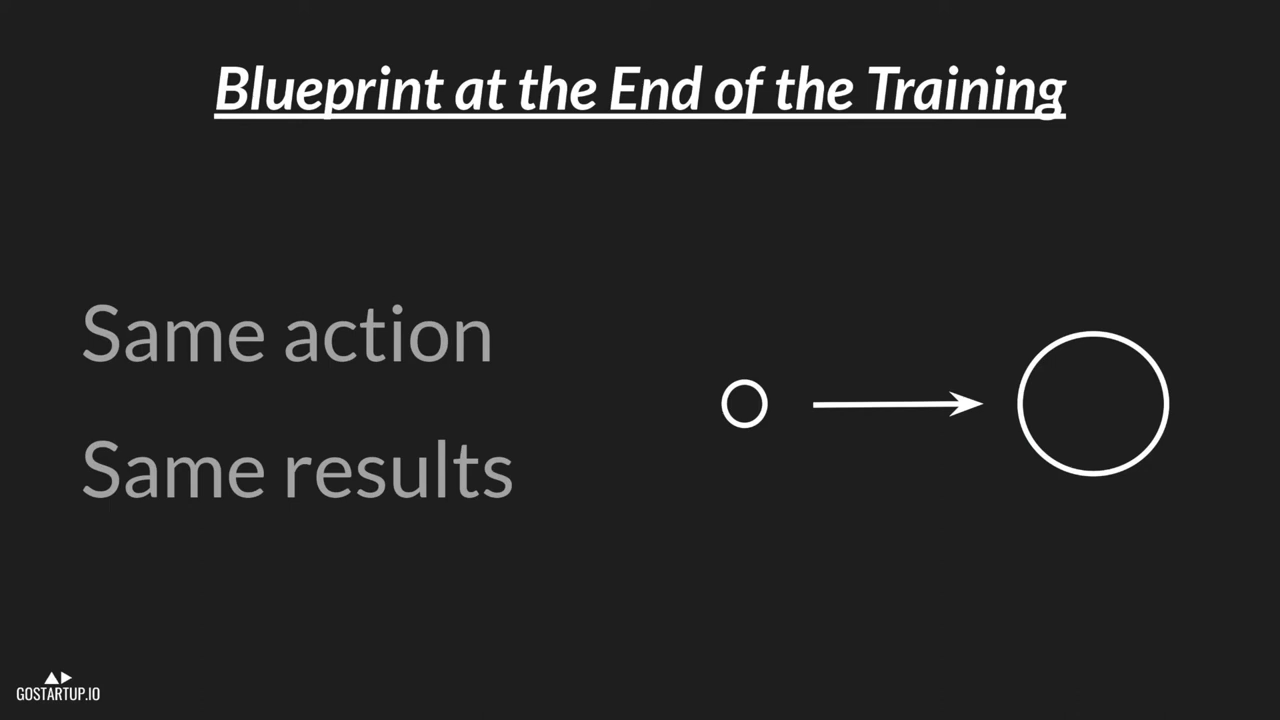 Blueprint at the End of the Training
Same action
Same results
GOSTARTUP.IO